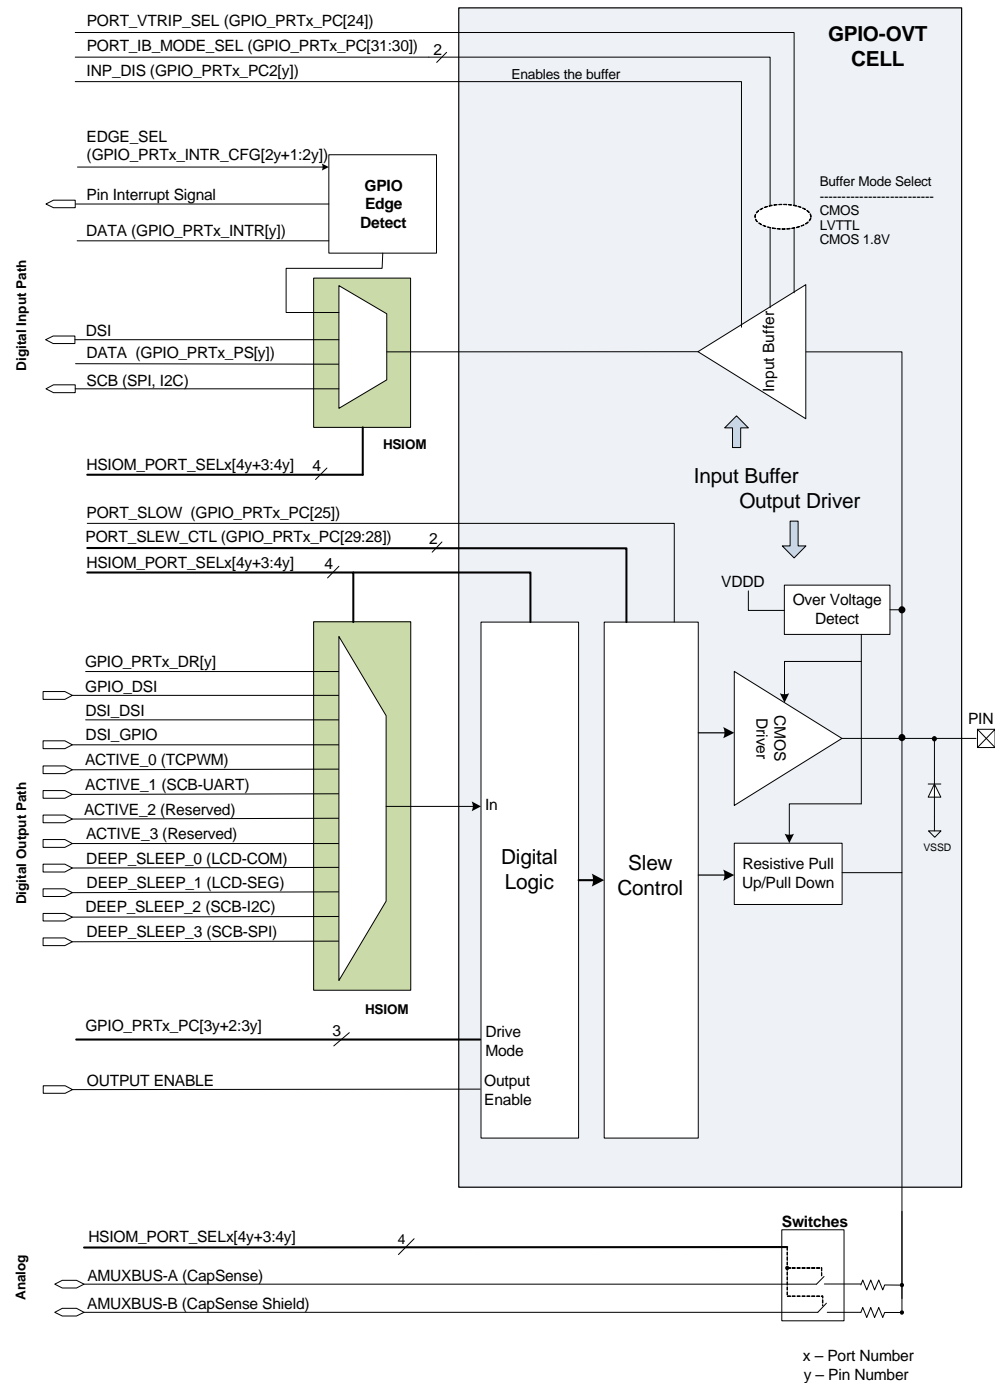 PORT_VTRIP_SEL (GPIO_PRTx_PC[24])
PORT_IB_MODE_SEL (GPIO_PRTx_PC[31:30])
2
INP_DIS (GPIO_PRTx_PC2[y])
Enables the buffer
GPIO-OVT
CELL
EDGE_SEL
(GPIO_PRTx_INTR_CFG[2y+1:2y])
Pin Interrupt Signal
DATA (GPIO_PRTx_INTR[y])
GPIO
Edge
Detect
Buffer Mode Select
CMOS
LVTTL
CMOS 1.8V
Digital Input Path
DSI
DATA (GPIO_PRTx_PS[y])
SCB (SPI, I2C)
HSIOM
HSIOM_PORT_SELx[4y+3:4y]
4
Input Buffer
Input Buffer
Output Driver
PORT_SLOW (GPIO_PRTx_PC[25])
PORT_SLEW_CTL (GPIO_PRTx_PC[29:28])
2
HSIOM_PORT_SELx[4y+3:4y]
4
VDDD
Over Voltage
Detect
Digital Output Path
GPIO_PRTx_DR[y]
GPIO_DSI
DSI_DSI
DSI_GPIO
ACTIVE_0 (TCPWM)
ACTIVE_1 (SCB-UART)
ACTIVE_2 (Reserved)
ACTIVE_3 (Reserved)
DEEP_SLEEP_0 (LCD-COM)
DEEP_SLEEP_1 (LCD-SEG)
DEEP_SLEEP_2 (SCB-I2C)
DEEP_SLEEP_3 (SCB-SPI)
HSIOM
In
Digital
Logic
Slew
Control
CMOS
Driver
PIN
VSSD
Resistive Pull
Up/Pull Down
GPIO_PRTx_PC[3y+2:3y]
3
Drive
Mode
OUTPUT ENABLE
Output
Enable
Analog
HSIOM_PORT_SELx[4y+3:4y]
4
Switches
AMUXBUS-A (CapSense)
AMUXBUS-B (CapSense Shield)
x – Port Number
y – Pin Number